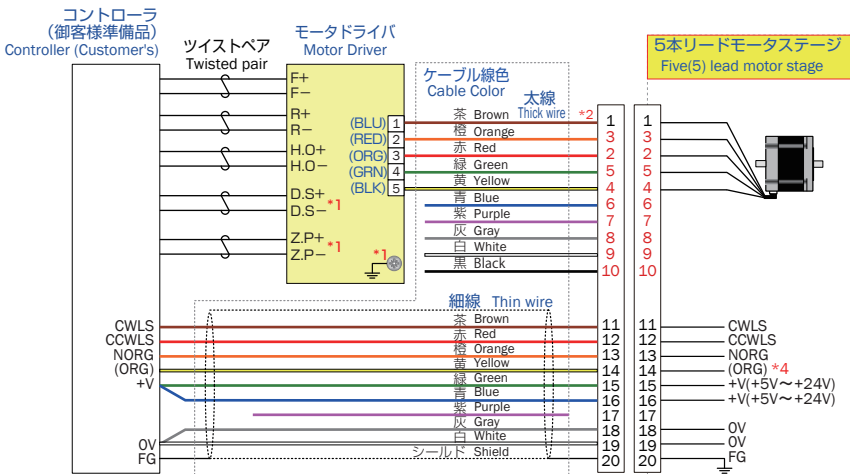 コントローラ
(御客様準備品)
Controller (Customer's)
ツイストペア
Twisted pair
モータドライバ
Motor Driver
ケーブル線色
Cable Color
太線
Thick wire
5本リードモータステージ
Five(5) lead motor stage
F+
F−
R+
R−
H.O+
H.O−
D.S+
D.S− *1
Z.P+
Z.P− *1
*1
(BLU) 1
(RED) 2
(ORG) 3
(GRN) 4
(BLK) 5
茶 Brown *2 1 1
橙 Orange 3 3
赤 Red 2 2
緑 Green 5 5
黄 Yellow 4 4
青 Blue 6 6
紫 Purple 7 7
灰 Gray 8 8
白 White 9 9
黒 Black 10 10
細線 Thin wire
CWLS 茶 Brown 11 11 CWLS
CCWLS 赤 Red 12 12 CCWLS
NORG 橙 Orange 13 13 NORG
(ORG) 黄 Yellow 14 14 (ORG) *4
+V 緑 Green 15 15 +V(+5V〜+24V)
青 Blue 16 16 +V(+5V〜+24V)
紫 Purple 17 17
灰 Gray 18 18 0V
0V 白 White 19 19 0V
FG シールド Shield 20 20 FG